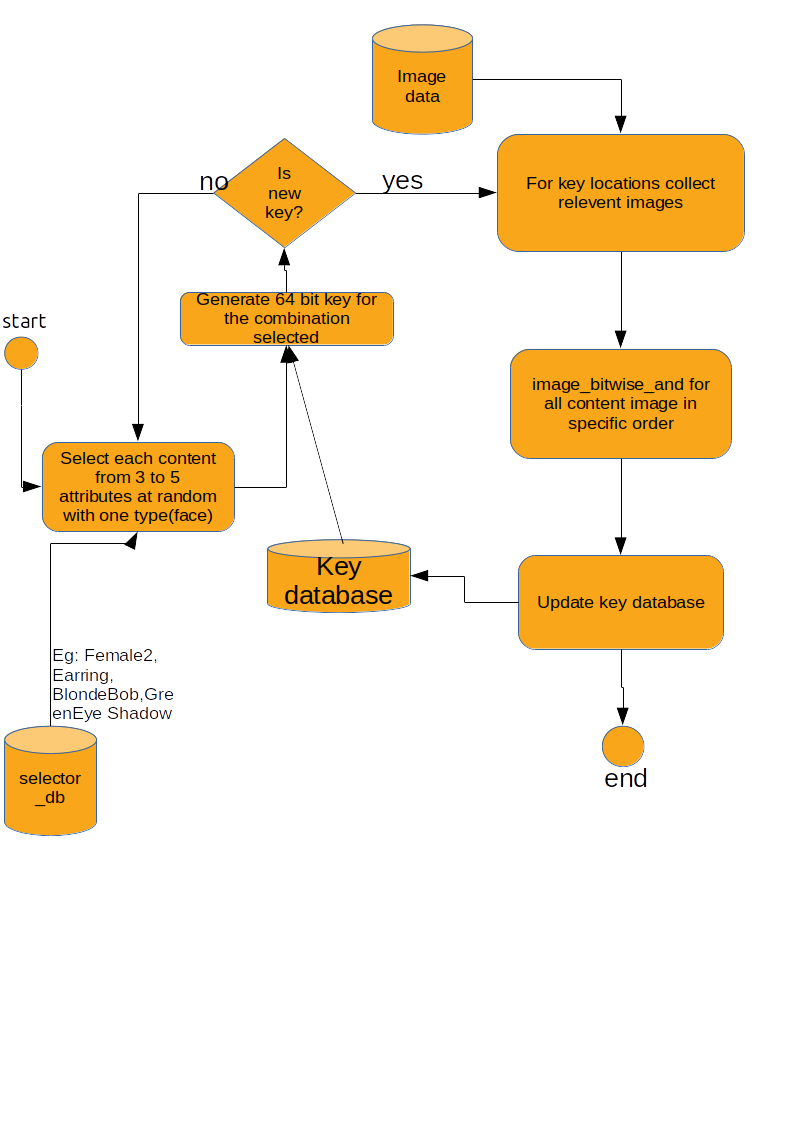 Image
data
Is
new
key?
no
yes
For key locations collect
relevent images
Generate 64 bit key for
the combination
selected
start
image_bitwise_and for
all content image in
specific order
Select each content
from 3 to 5
attributes at random
with one type(face)
Key
database
Update key database
Eg: Female2,
Earring,
BlondeBob,Gre
enEye Shadow
selector
_db
end